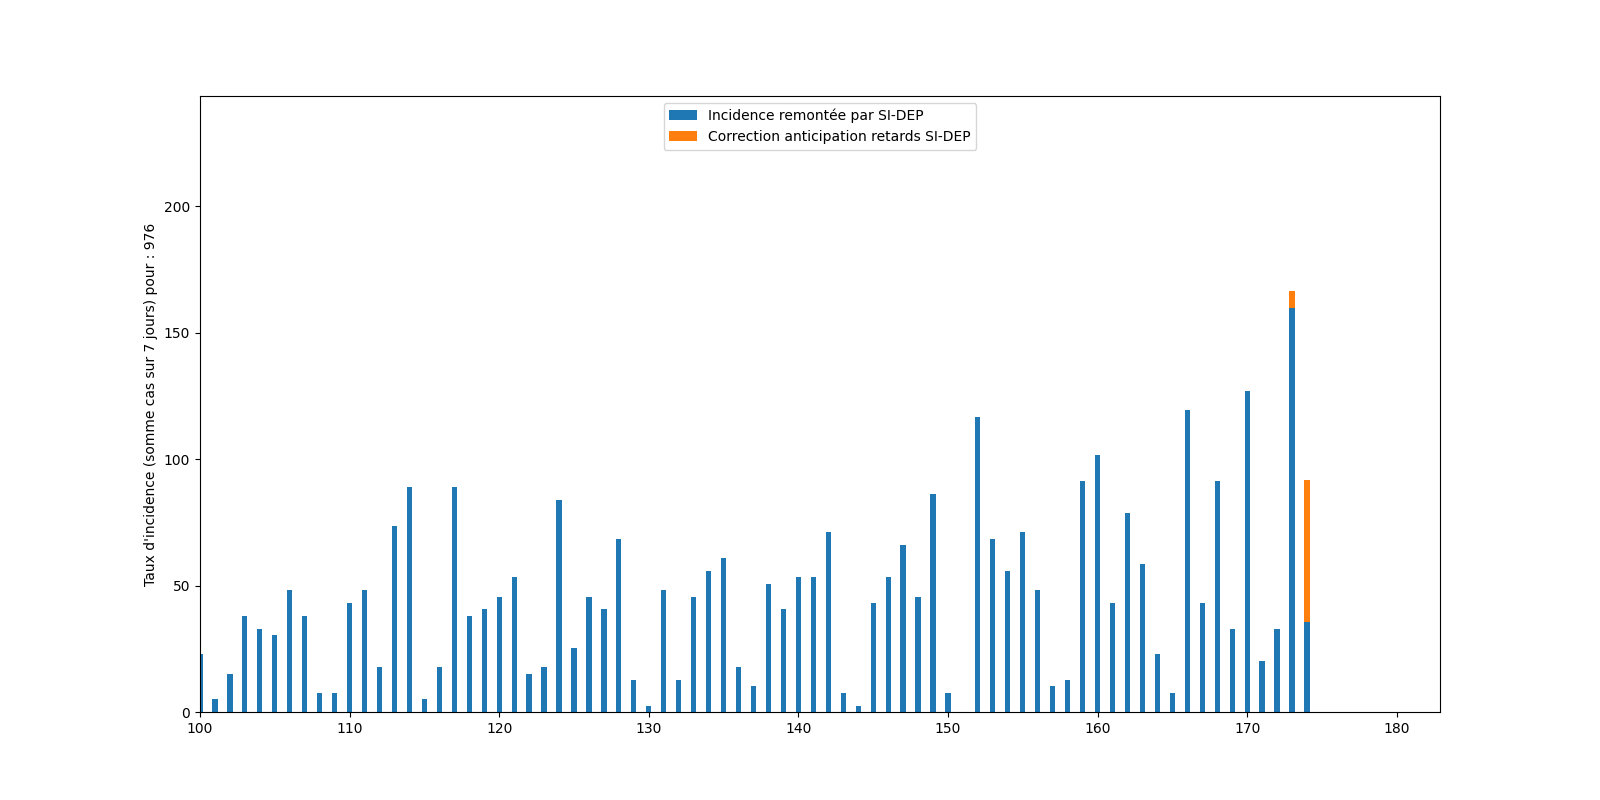 Incidence remontée par SI-DEP
Correction anticipation retards SI-DEP
Taux d'incidence (somme cas sur 7 jours) pour : 976
200
150
100
50
0
100 110 120 130 140 150 160 170 180